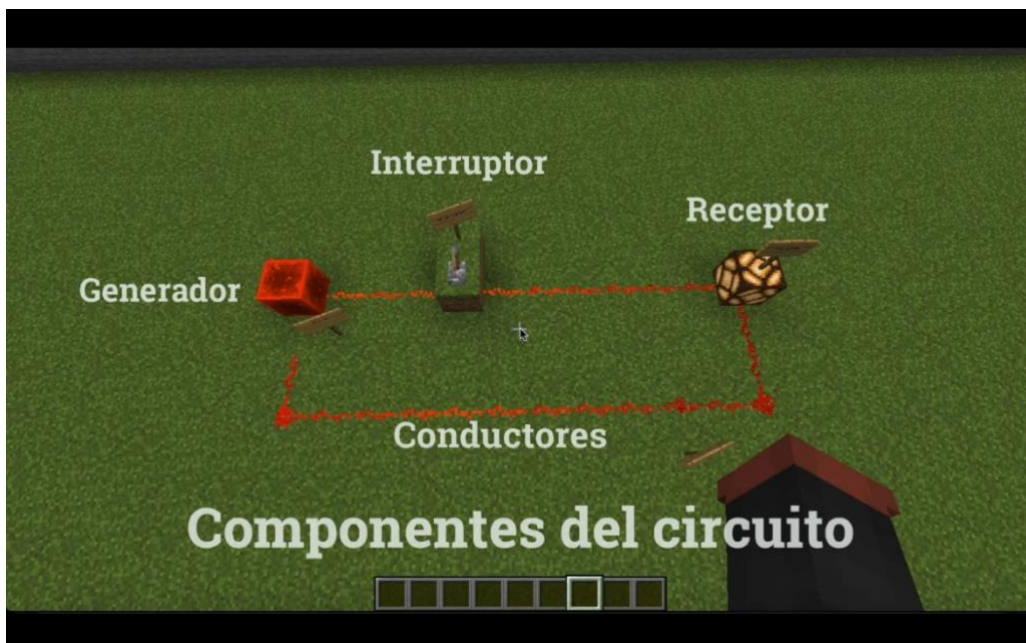 Interruptor
Receptor
Generador
Conductores
Componentes del circuito